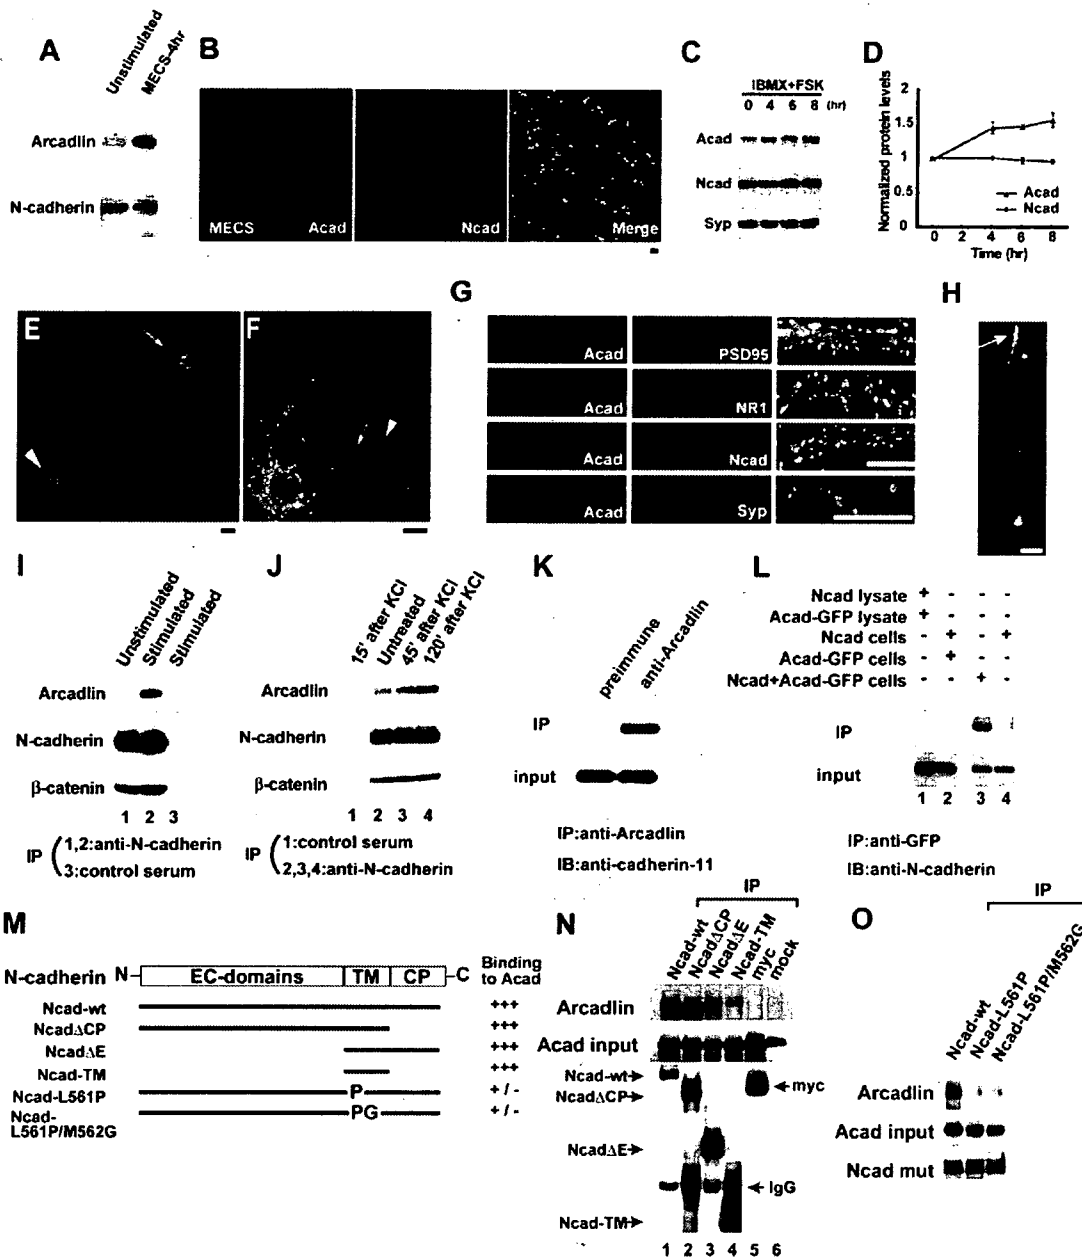 A
Unstimulated
MECS-4hr
Arcadlin
N-cadherin
B
MECS Acad
Ncad
Merge
C
IBMX+FSK
0 4 6 8 (hr)
Acad
Ncad
Syp
D
Normalized protein levels
2
1.5
1
0.5
0
Acad
Ncad
0 2 4 6 8
Time (hr)
E
F
G
Acad
PSD95
Acad
NR1
Acad
Ncad
Acad
Syp
H
I
Unstimulated
Stimulated
Stimulated
Arcadlin
N-cadherin
β-catenin
1 2 3
IP
1,2:anti-N-cadherin
3:control serum
J
15' after KCl
Untreated
45' after KCl
120' after KCl
Arcadlin
N-cadherin
β-catenin
1 2 3 4
IP
1:control serum
2,3,4:anti-N-cadherin
K
preimmune
anti-Arcadlin
IP
input
IP:anti-Arcadlin
IB:anti-cadherin-11
L
Ncad lysate + - - -
Acad-GFP lysate + - - -
Ncad cells - + - +
Acad-GFP cells - + - -
Ncad+Acad-GFP cells - - + -
IP
input
1 2 3 4
IP:anti-GFP
IB:anti-N-cadherin
M
N-cadherin N EC-domains TM CP C
Binding
to Acad
Ncad-wt +++
NcadΔCP +++
NcadΔE +++
Ncad-TM +++
Ncad-L561P P + / -
Ncad-
L561P/M562G PG + / -
N
IP
Ncad-wt
NcadΔCP
NcadΔE
Ncad-TM
myc
mock
Arcadlin
Acad input
Ncad-wt
NcadΔCP
myc
NcadΔE
IgG
Ncad-TM
1 2 3 4 5 6
O
IP
Ncad-wt
Ncad-L561P
Ncad-L561P/M562G
Arcadlin
Acad input
Ncad mut